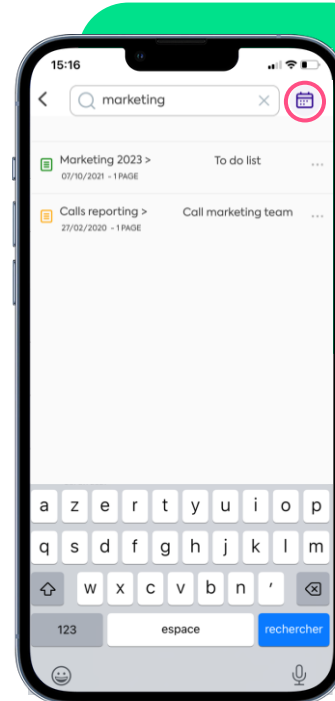 15:16
marketing
Marketing 2023 > To do list
07/10/2021 - 1 PAGE
Calls reporting > Call marketing team
27/02/2020 - 1 PAGE
a z e r t y u i o p
q s d f g h j k l m
w x c v b n ’
123 espace rechercher